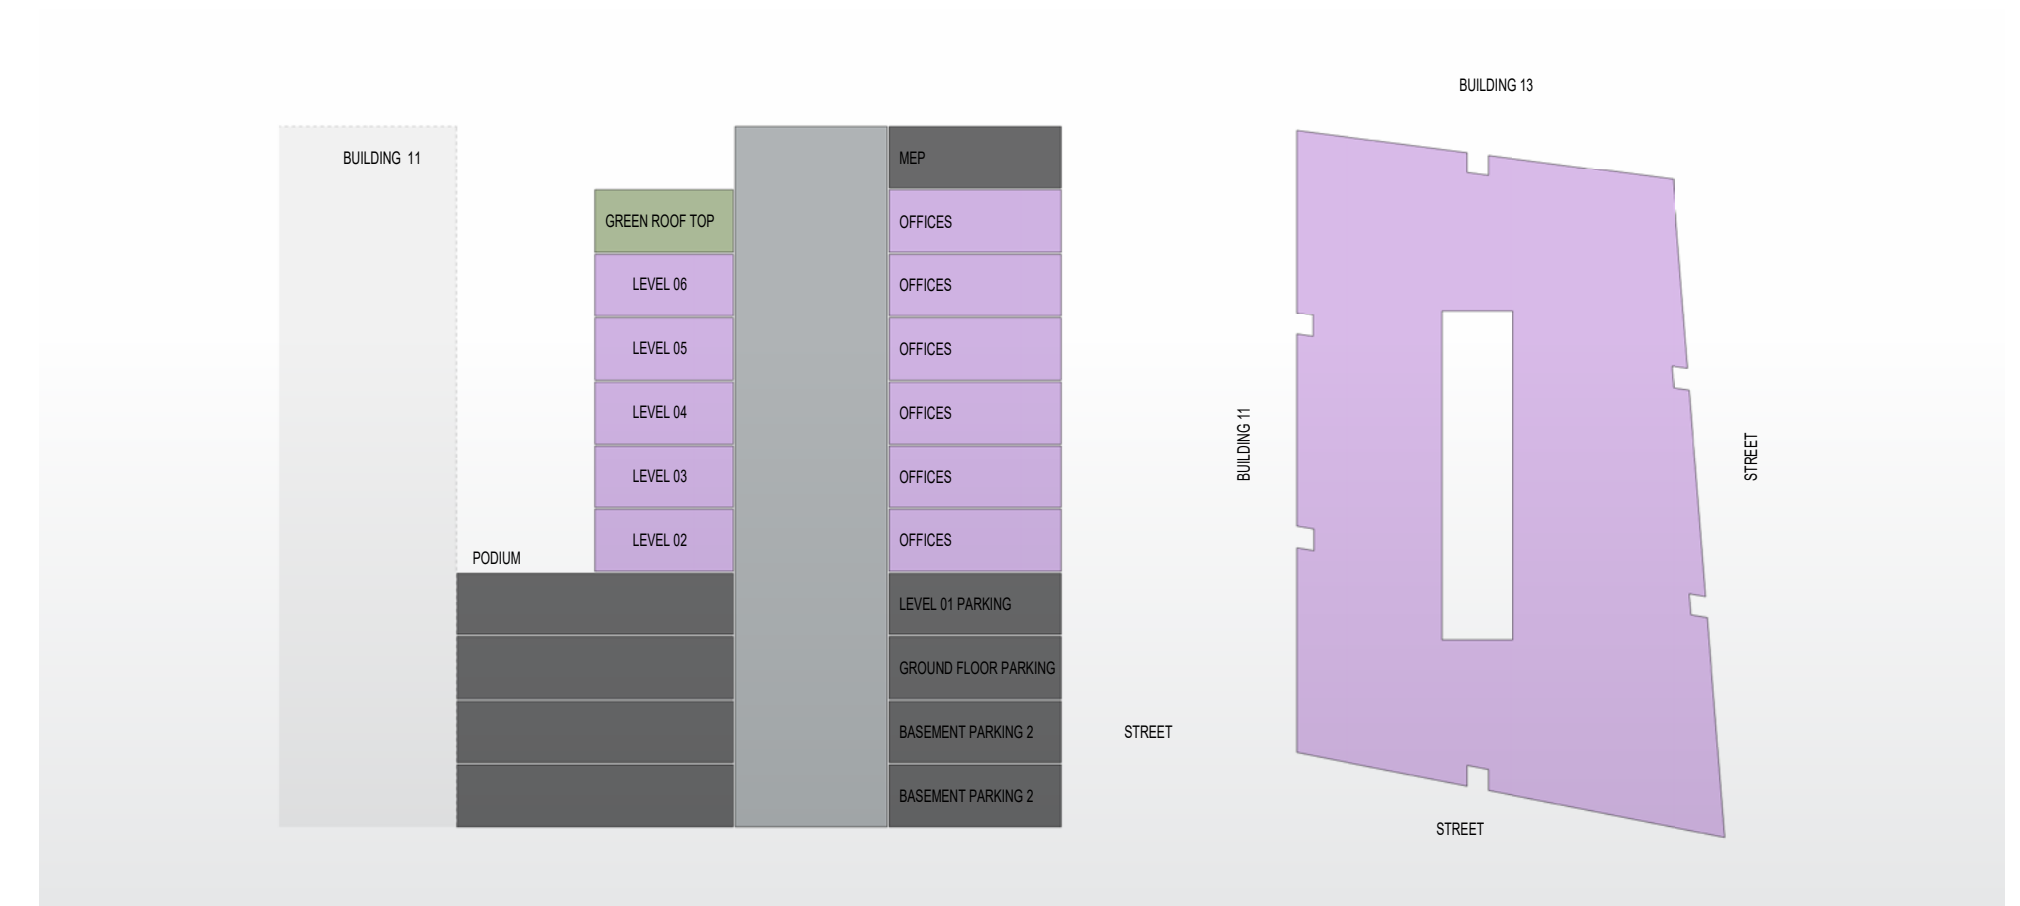 BUILDING 13
BUILDING 11
MEP
GREEN ROOF TOP
OFFICES
LEVEL 06
OFFICES
LEVEL 05
OFFICES
LEVEL 04
OFFICES
LEVEL 03
OFFICES
LEVEL 02
OFFICES
PODIUM
LEVEL 01 PARKING
GROUND FLOOR PARKING
BASEMENT PARKING 2
STREET
BASEMENT PARKING 2
BUILDING 11
STREET
STREET